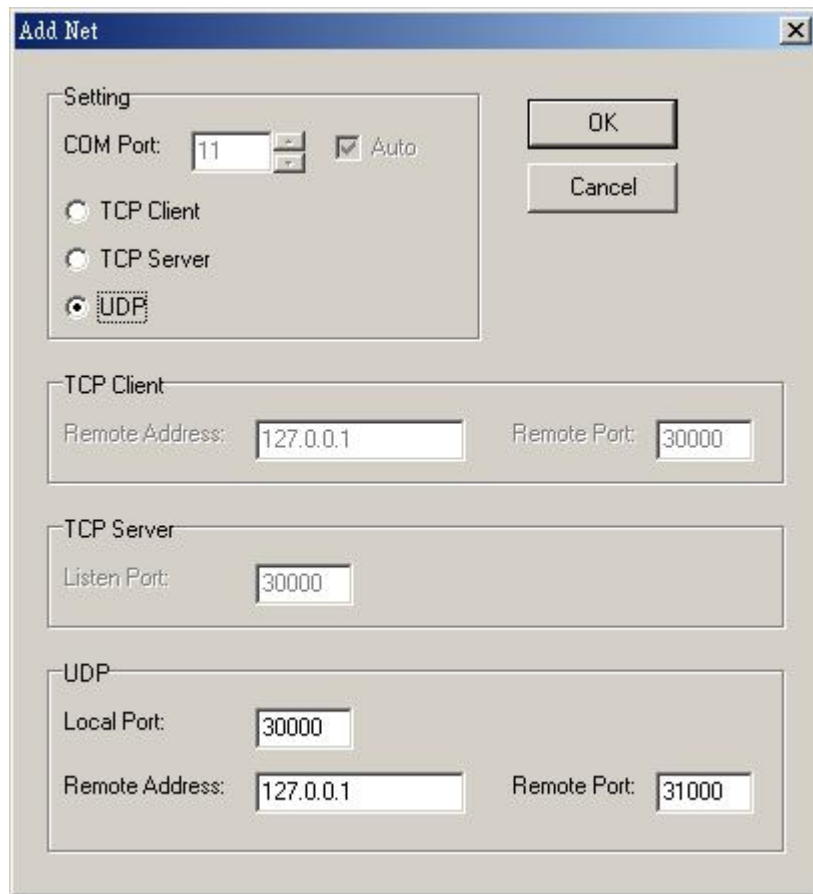 Add Net
Setting
COM Port: 11 Auto
OK
Cancel
TCP Client
TCP Server
UDP
TCP Client
Remote Address: 127.0.0.1 Remote Port: 30000
TCP Server
Listen Port: 30000
UDP
Local Port: 30000
Remote Address: 127.0.0.1 Remote Port: 31000